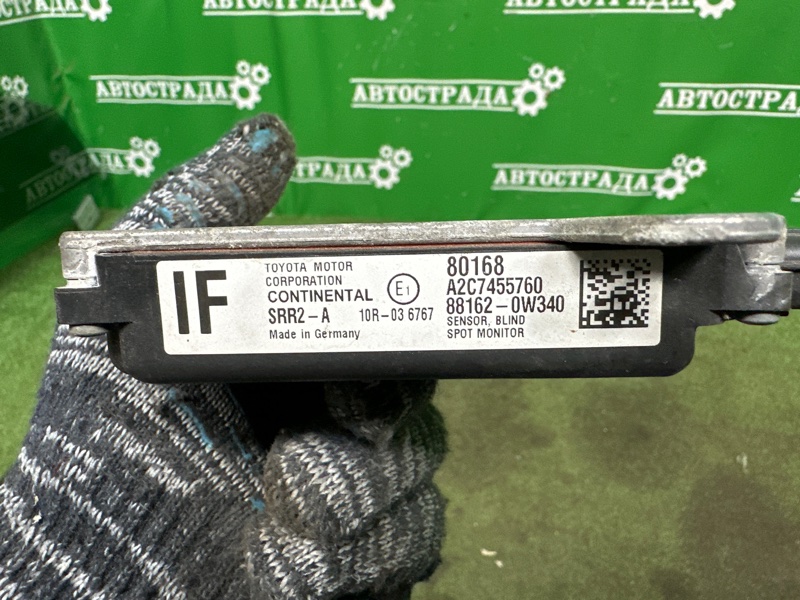 АВТОСТРАДА
АВТОСТРАДА
АВТОСТРАДА
АВТОСТРАДА
АВТОСТРАДА
АВТОСТРАДА
АВТОСТРАДА
АВТОСТРАДА
IF
TOYOTA MOTOR
CORPORATION
CONTINENTAL
SRR2-A
Made in Germany
E1
10R-03 6767
80168
A2C7455760
88162-0W340
SENSOR, BLIND
SPOT MONITOR